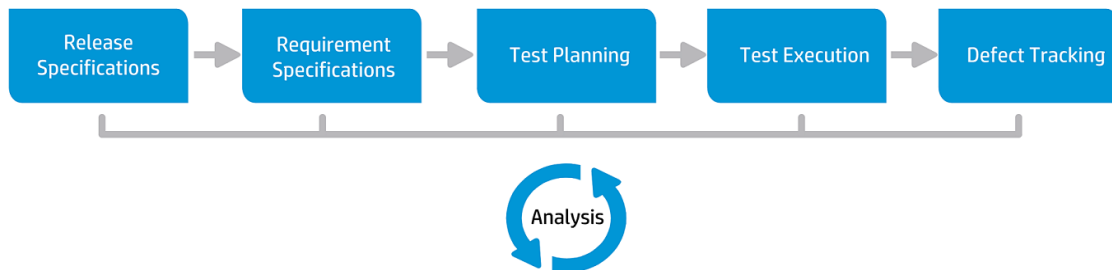 Release
Specifications
Requirement
Specifications
Test Planning
Test Execution
Defect Tracking
Analysis